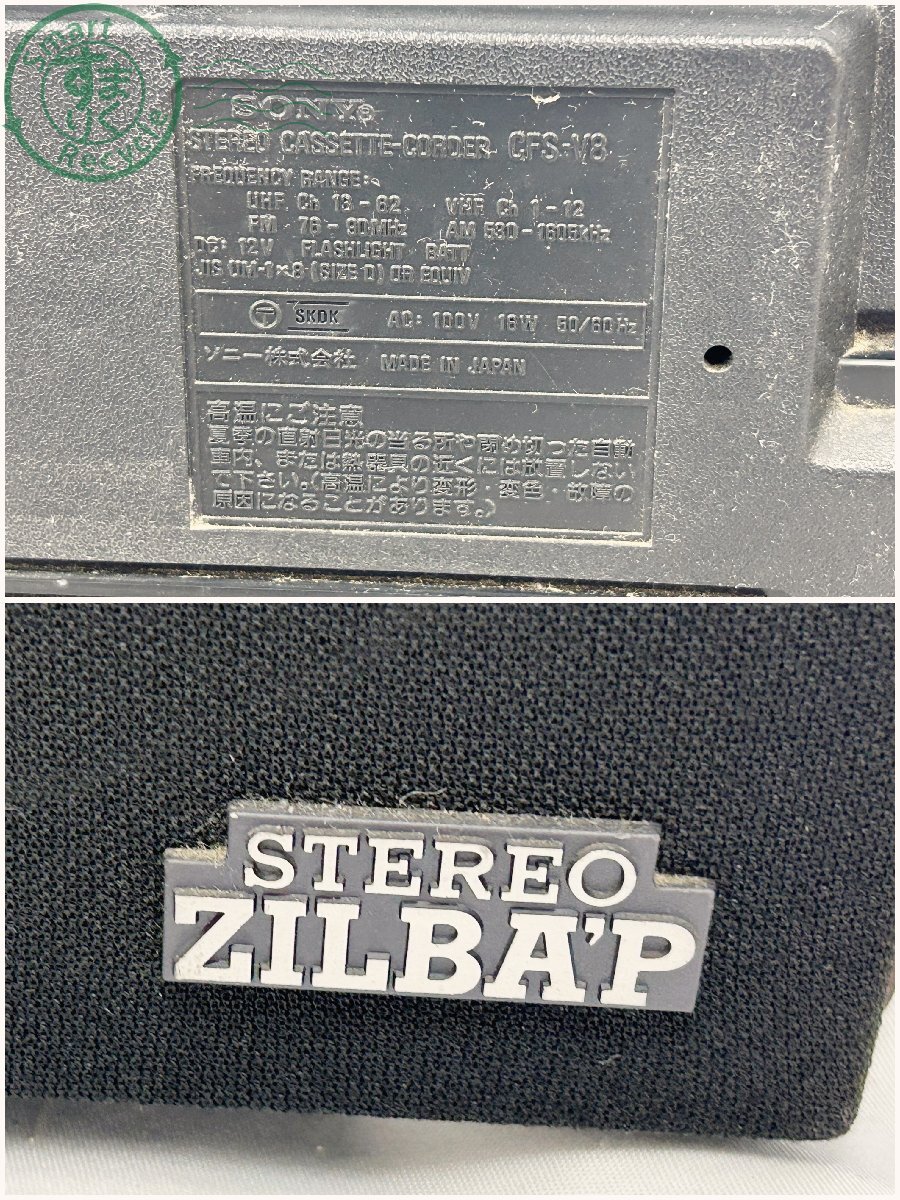 Smart
すまりく
Recycle
SONY®
STEREO CASSETTE-CORDER CFS-V8
FREQUENCY RANGE:
UHF Ch 13-62 VHF Ch 1-12
FM 76-90MHz AM 530-1605kHz
DC: 12V FLASHLIGHT BATT
JIS UM-1×8 (SIZE D) OR EQUIV
〒 SKDK AC: 100V 16W 50/60Hz
ソニー株式会社 MADE IN JAPAN
高温にご注意
夏季の直射日光の当る所や閉め切った自動
車内、または熱器具の近くには放置しない
で下さい。(高温により変形・変色・故障の
原因になることがあります。)
STEREO
ZILBA'P